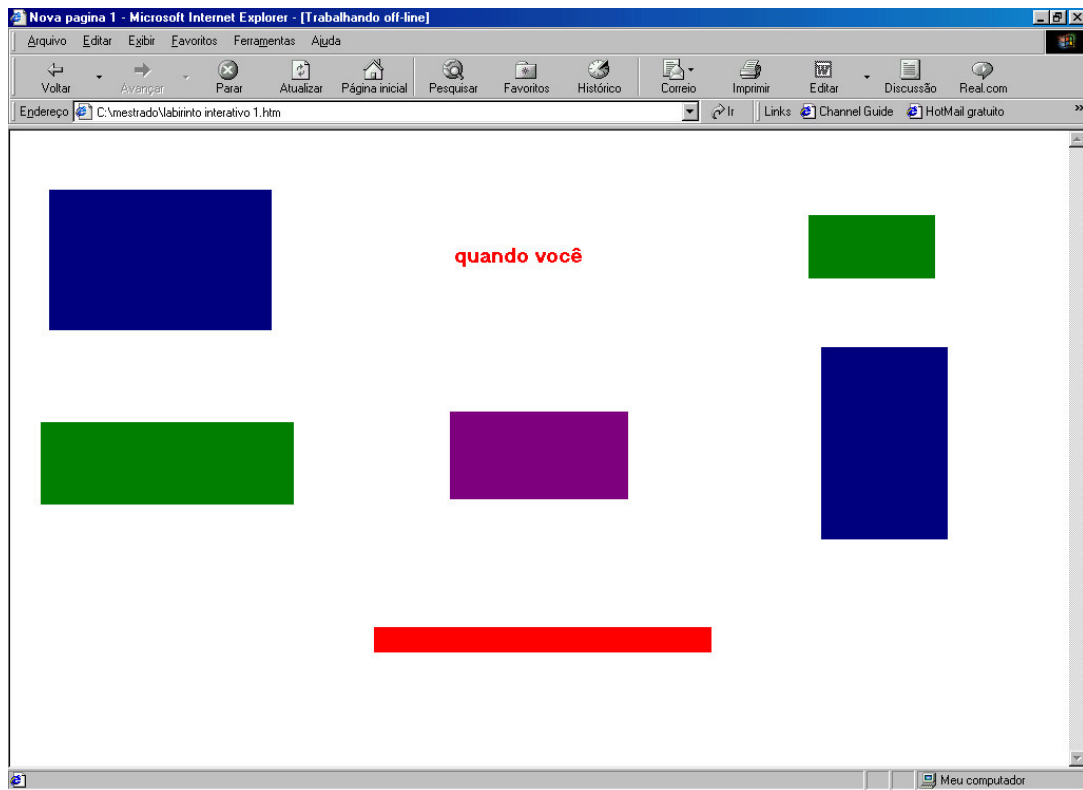 Nova pagina 1 - Microsoft Internet Explorer - [Trabalhando off-line]
Arquivo Editar Exibir Favoritos Ferramentas Ajuda
Voltar Avançar Parar Atualizar Página inicial Pesquisar Favoritos Histórico Correio Imprimir Editar Discussão Real.com
Endereço C:\mestrado\labirinto interativo 1.htm Ir Links Channel Guide HotMail gratuito »
quando você
Meu computador